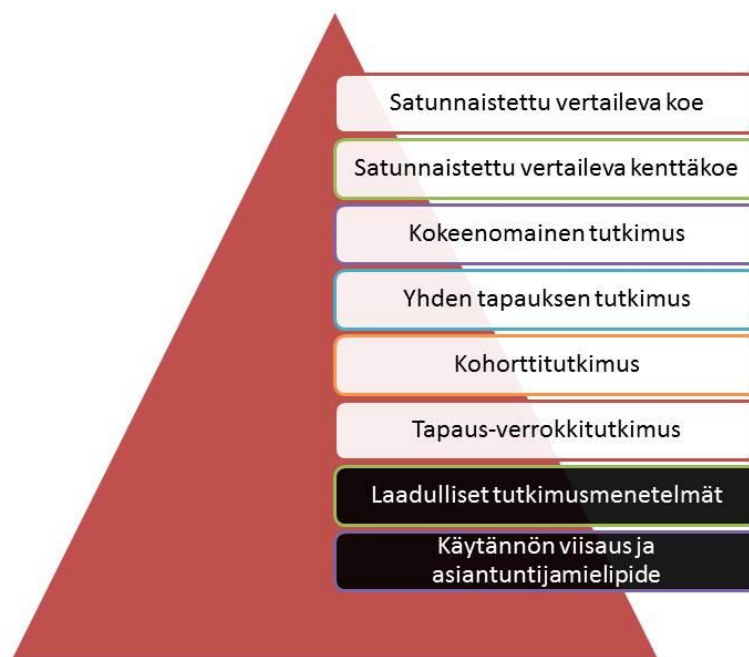 Satunnaistettu vertaileva koe
Satunnaistettu vertaileva kenttäkoe
Kokeenomainen tutkimus
Yhden tapauksen tutkimus
Kohorttitutkimus
Tapaus-verrokkitutkimus
Laadulliset tutkimusmenetelmät
Käytännön viisaus ja
asiantuntijamielipide